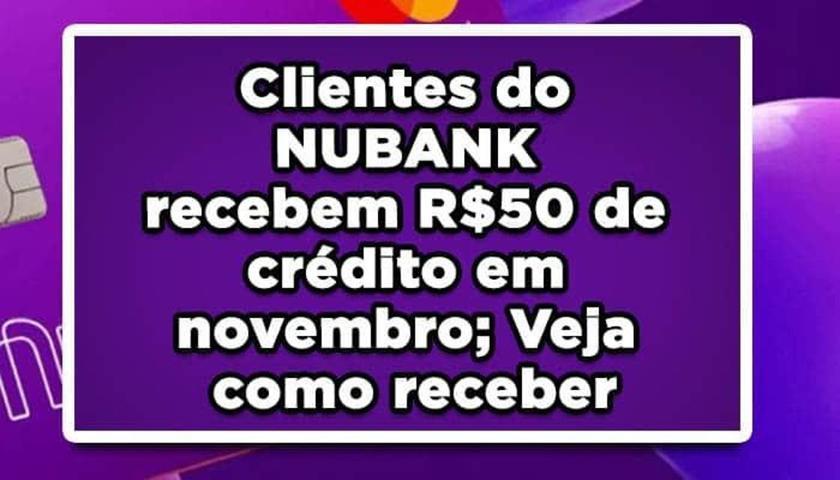 Clientes do
NUBANK
recebem R$50 de
crédito em
novembro; Veja
como receber